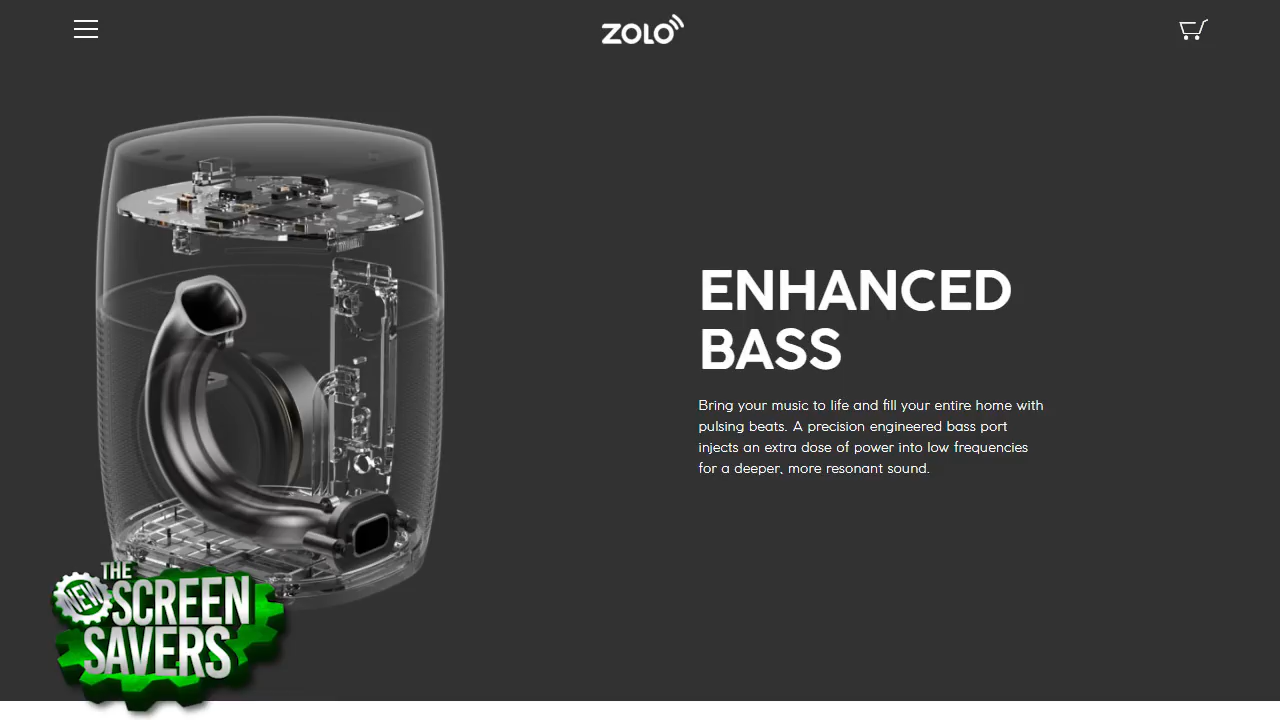 ZOLO
ENHANCED
BASS
Bring your music to life and fill your entire home with
pulsing beats. A precision engineered bass port
injects an extra dose of power into low frequencies
for a deeper, more resonant sound.
THE
NEW
SCREEN
SAVERS